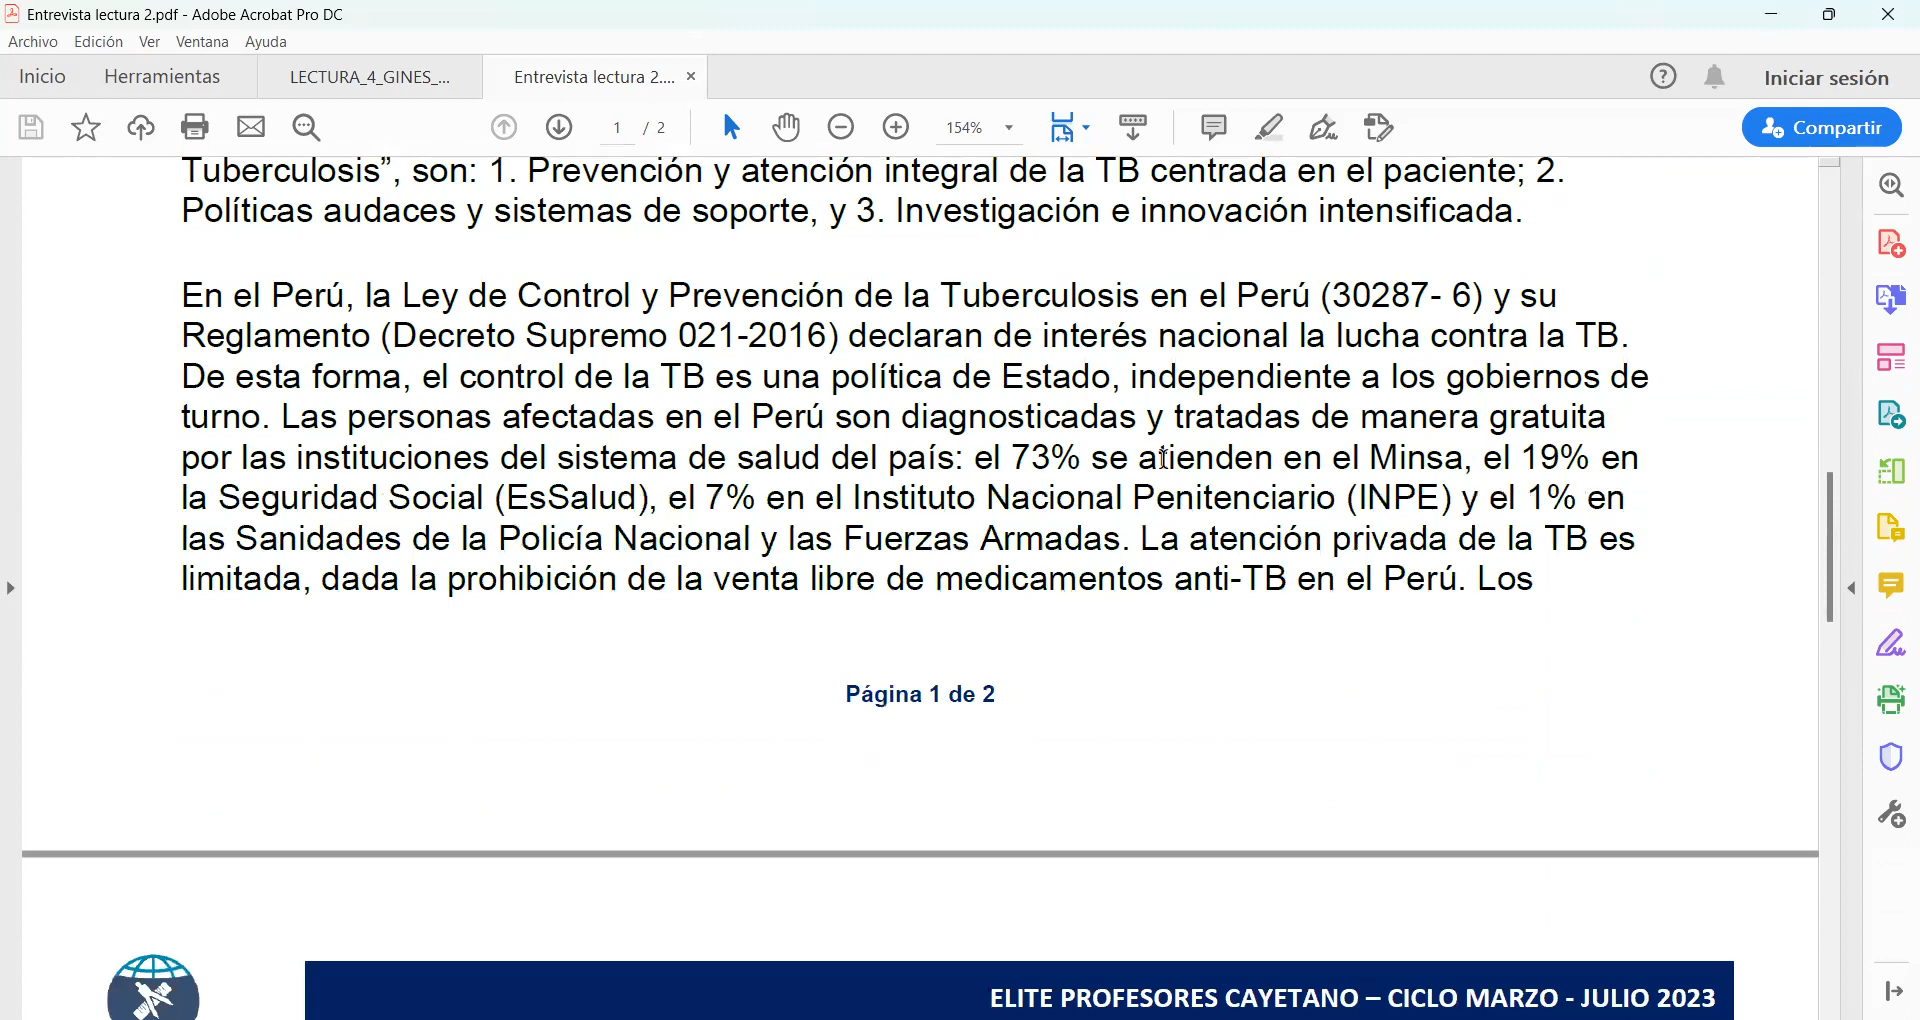 Entrevista lectura 2.pdf - Adobe Acrobat Pro DC
Archivo Edición Ver Ventana Ayuda
Inicio Herramientas LECTURA_4_GINES_... Entrevista lectura 2.... × Iniciar sesión
1 / 2 154% Compartir
Tuberculosis”, son: 1. Prevención y atención integral de la TB centrada en el paciente; 2.
Políticas audaces y sistemas de soporte, y 3. Investigación e innovación intensificada.
En el Perú, la Ley de Control y Prevención de la Tuberculosis en el Perú (30287- 6) y su
Reglamento (Decreto Supremo 021-2016) declaran de interés nacional la lucha contra la TB.
De esta forma, el control de la TB es una política de Estado, independiente a los gobiernos de
turno. Las personas afectadas en el Perú son diagnosticadas y tratadas de manera gratuita
por las instituciones del sistema de salud del país: el 73% se atienden en el Minsa, el 19% en
la Seguridad Social (EsSalud), el 7% en el Instituto Nacional Penitenciario (INPE) y el 1% en
las Sanidades de la Policía Nacional y las Fuerzas Armadas. La atención privada de la TB es
limitada, dada la prohibición de la venta libre de medicamentos anti-TB en el Perú. Los
Página 1 de 2
ELITE PROFESORES CAYETANO – CICLO MARZO - JULIO 2023